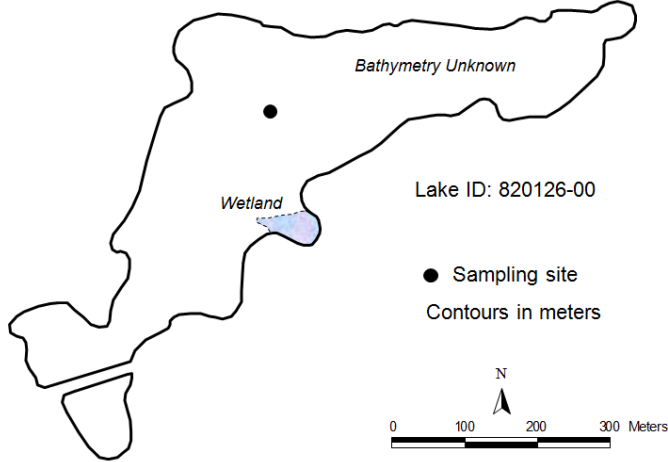 Bathymetry Unknown
Lake ID: 820126-00
Wetland
Sampling site
Contours in meters
N
0 100 200 300 Meters